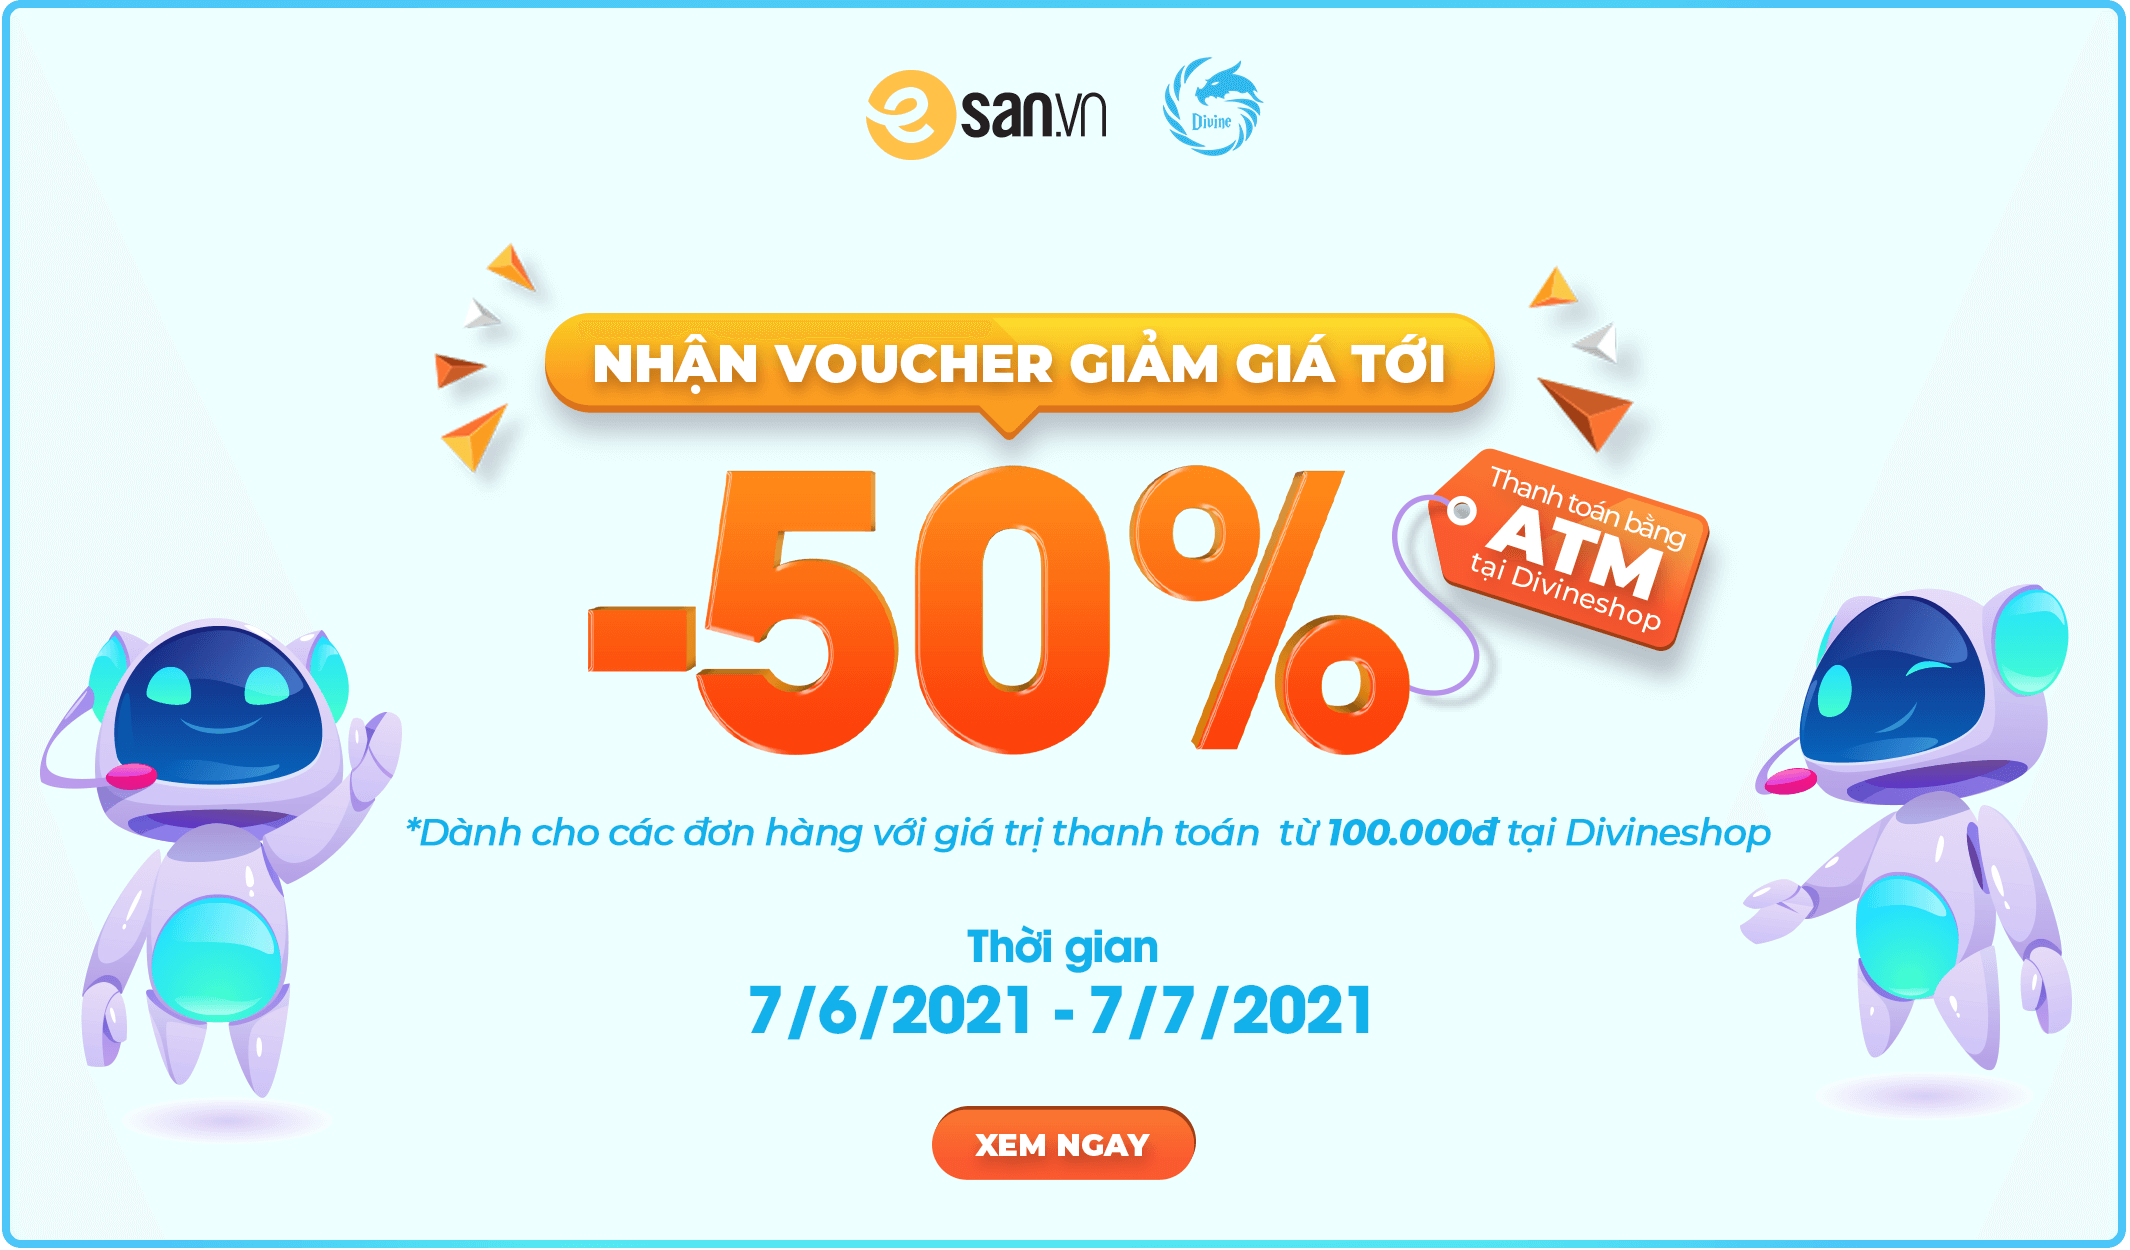 esan.vn
Divine
NHẬN VOUCHER GIẢM GIÁ TỚI
-50%
Thanh toán bằng
ATM
tại Divineshop
*Dành cho các đơn hàng với giá trị thanh toán từ 100.000đ tại Divineshop
Thời gian
7/6/2021 - 7/7/2021
XEM NGAY